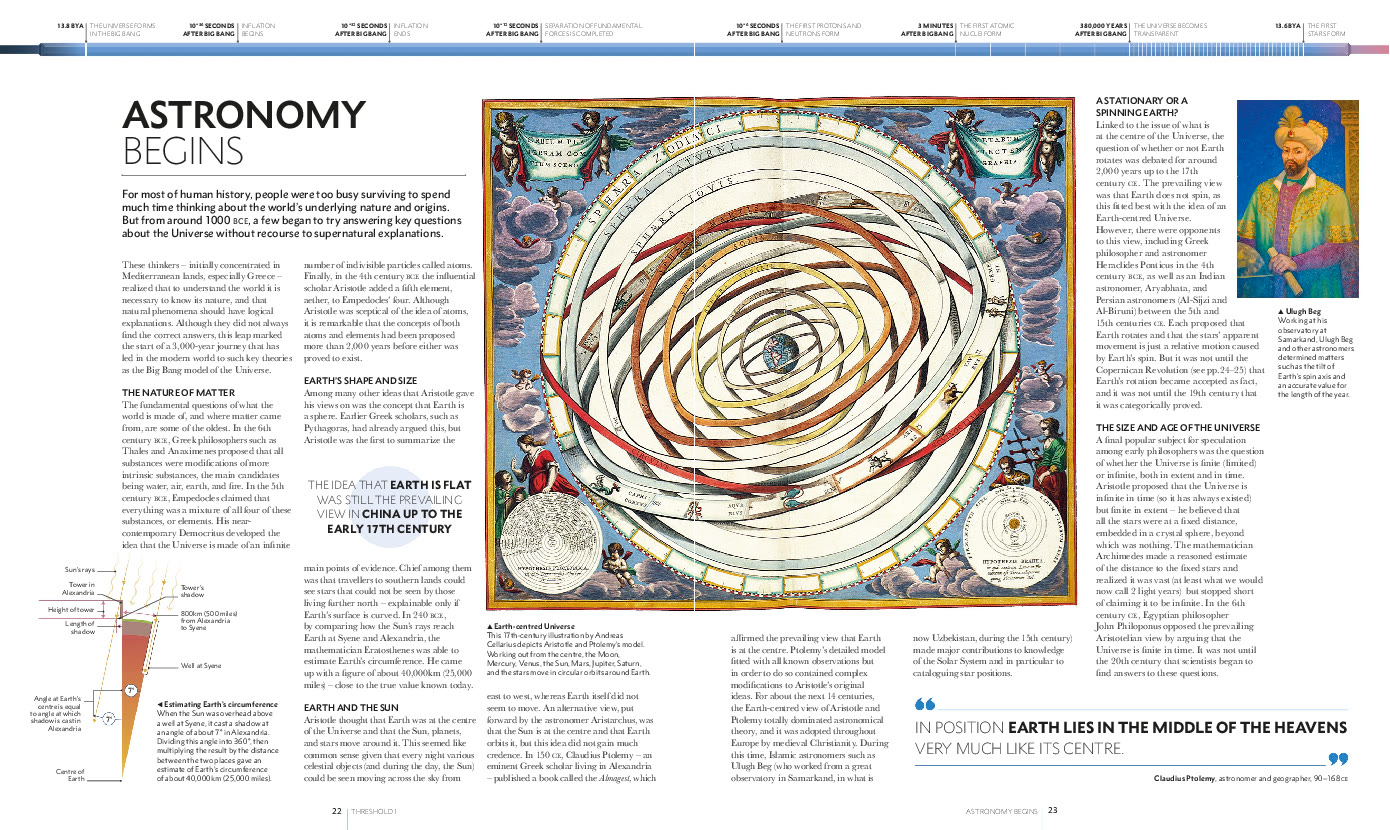 13.8 BYA THE UNIVERSE FORMS
IN THE BIG BANG
10⁻³⁶ SECONDS
AFTER BIG BANG INFLATION
BEGINS
10⁻³² SECONDS
AFTER BIG BANG INFLATION
ENDS
10⁻¹² SECONDS
AFTER BIG BANG SEPARATION OF FUNDAMENTAL
FORCES IS COMPLETED
10⁻⁶ SECONDS
AFTER BIG BANG THE FIRST PROTONS AND
NEUTRONS FORM
3 MINUTES
AFTER BIG BANG THE FIRST ATOMIC
NUCLEI FORM
380,000 YEARS
AFTER BIG BANG THE UNIVERSE BECOMES
TRANSPARENT
13.6 BYA THE FIRST
STARS FORM
ASTRONOMY
BEGINS
For most of human history, people were too busy surviving to spend
much time thinking about the world's underlying nature and origins.
But from around 1000 BCE, a few began to try answering key questions
about the Universe without recourse to supernatural explanations.
These thinkers – initially concentrated in
Mediterranean lands, especially Greece –
realized that to understand the world it is
necessary to know its nature, and that
natural phenomena should have logical
explanations. Although they did not always
find the correct answers, this leap marked
the start of a 3,000-year journey that has
led in the modern world to such key theories
as the Big Bang model of the Universe.
THE NATURE OF MATTER
The fundamental questions of what the
world is made of, and where matter came
from, are some of the oldest. In the 6th
century BCE, Greek philosophers such as
Thales and Anaximenes proposed that all
substances were modifications of more
intrinsic substances, the main candidates
being water, air, earth, and fire. In the 5th
century BCE, Empedocles claimed that
everything was a mixture of all four of these
substances, or elements. His near-
contemporary Democritus developed the
idea that the Universe is made of an infinite
number of indivisible particles called atoms.
Finally, in the 4th century BCE the influential
scholar Aristotle added a fifth element,
aether, to Empedocles' four. Although
Aristotle was sceptical of the idea of atoms,
it is remarkable that the concepts of both
atoms and elements had been proposed
more than 2,000 years before either was
proved to exist.
EARTH'S SHAPE AND SIZE
Among many other ideas that Aristotle gave
his views on was the concept that Earth is
a sphere. Earlier Greek scholars, such as
Pythagoras, had already argued this, but
Aristotle was the first to summarize the
THE IDEA THAT EARTH IS FLAT
WAS STILL THE PREVAILING
VIEW IN CHINA UP TO THE
EARLY 17TH CENTURY
main points of evidence. Chief among them
was that travellers to southern lands could
see stars that could not be seen by those
living further north – explainable only if
Earth's surface is curved. In 240 BCE,
by comparing how the Sun's rays reach
Earth at Syene and Alexandria, the
mathematician Eratosthenes was able to
estimate Earth's circumference. He came
up with a figure of about 40,000km (25,000
miles) – close to the true value known today.
EARTH AND THE SUN
Aristotle thought that Earth was at the centre
of the Universe and that the Sun, planets,
and stars move around it. This seemed like
common sense given that every night various
celestial objects (and during the day, the Sun)
could be seen moving across the sky from
Sun's rays
Tower in
Alexandria
Height of tower
Length of
shadow
Tower's
shadow
800km (500 miles)
from Alexandria
to Syene
Well at Syene
7°
7°
Angle at Earth's
centre is equal
to angle at which
shadow is cast in
Alexandria
Centre of
Earth
◀ Estimating Earth's circumference
When the Sun was overhead above
a well at Syene, it cast a shadow at
an angle of about 7° in Alexandria.
Dividing this angle into 360°, then
multiplying the result by the distance
between the two places gave an
estimate of Earth's circumference
of about 40,000km (25,000 miles).
SPHÆRIA ZODIACI
SPHÆRA SATVRNI
SPHÆRA IOVIS
▲ Earth-centred Universe
This 17th-century illustration by Andreas
Cellarius depicts Aristotle and Ptolemy's model.
Working out from the centre, the Moon,
Mercury, Venus, the Sun, Mars, Jupiter, Saturn,
and the stars move in circular orbits around Earth.
east to west, whereas Earth itself did not
seem to move. An alternative view, put
forward by the astronomer Aristarchus, was
that the Sun is at the centre and that Earth
orbits it, but this idea did not gain much
credence. In 150 CE, Claudius Ptolemy – an
eminent Greek scholar living in Alexandria
– published a book called the Almagest, which
affirmed the prevailing view that Earth
is at the centre. Ptolemy's detailed model
fitted with all known observations but
in order to do so contained complex
modifications to Aristotle's original
ideas. For about the next 14 centuries,
the Earth-centred view of Aristotle and
Ptolemy totally dominated astronomical
theory, and it was adopted throughout
Europe by medieval Christianity. During
this time, Islamic astronomers such as
Ulugh Beg (who worked from a great
observatory in Samarkand, in what is
now Uzbekistan, during the 15th century)
made major contributions to knowledge
of the Solar System and in particular to
cataloguing star positions.
A STATIONARY OR A
SPINNING EARTH?
Linked to the issue of what is
at the centre of the Universe, the
question of whether or not Earth
rotates was debated for around
2,000 years up to the 17th
century CE. The prevailing view
was that Earth does not spin, as
this fitted best with the idea of an
Earth-centred Universe.
However, there were opponents
to this view, including Greek
philosopher and astronomer
Heraclides Ponticus in the 4th
century BCE, as well as an Indian
astronomer, Aryabhata, and
Persian astronomers (Al-Sijzi and
Al-Biruni) between the 5th and
15th centuries CE. Each proposed that
Earth rotates and that the stars' apparent
movement is just a relative motion caused
by Earth's spin. But it was not until the
Copernican Revolution (see pp.24–25) that
Earth's rotation became accepted as fact,
and it was not until the 19th century that
it was categorically proved.
THE SIZE AND AGE OF THE UNIVERSE
A final popular subject for speculation
among early philosophers was the question
of whether the Universe is finite (limited)
or infinite, both in extent and in time.
Aristotle proposed that the Universe is
infinite in time (so it has always existed)
but finite in extent – he believed that
all the stars were at a fixed distance,
embedded in a crystal sphere, beyond
which was nothing. The mathematician
Archimedes made a reasoned estimate
of the distance to the fixed stars and
realized it was vast (at least what we would
now call 2 light years) but stopped short
of claiming it to be infinite. In the 6th
century CE, Egyptian philosopher
John Philoponus opposed the prevailing
Aristotelian view by arguing that the
Universe is finite in time. It was not until
the 20th century that scientists began to
find answers to these questions.
▲ Ulugh Beg
Working at his
observatory at
Samarkand, Ulugh Beg
and other astronomers
determined matters
such as the tilt of
Earth's spin axis and
an accurate value for
the length of the year.
IN POSITION EARTH LIES IN THE MIDDLE OF THE HEAVENS
VERY MUCH LIKE ITS CENTRE.
Claudius Ptolemy, astronomer and geographer, 90–168 CE
22 THRESHOLD 1
ASTRONOMY BEGINS 23